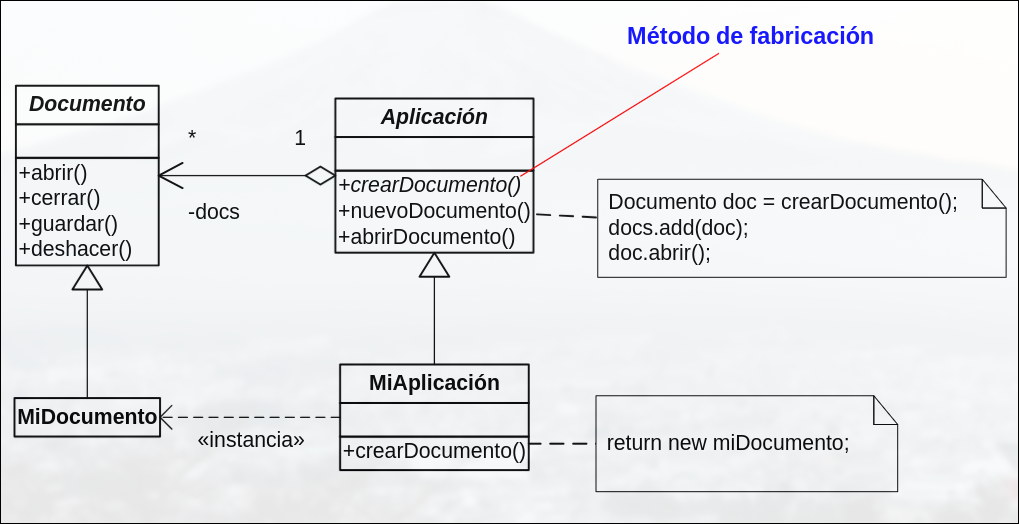 Método de fabricación
Documento
+abrir()
+cerrar()
+guardar()
+deshacer()
*
1
-docs
Aplicación
+crearDocumento()
+nuevoDocumento()
+abrirDocumento()
Documento doc = crearDocumento();
docs.add(doc);
doc.abrir();
MiDocumento
«instancia»
MiAplicación
+crearDocumento()
return new miDocumento;